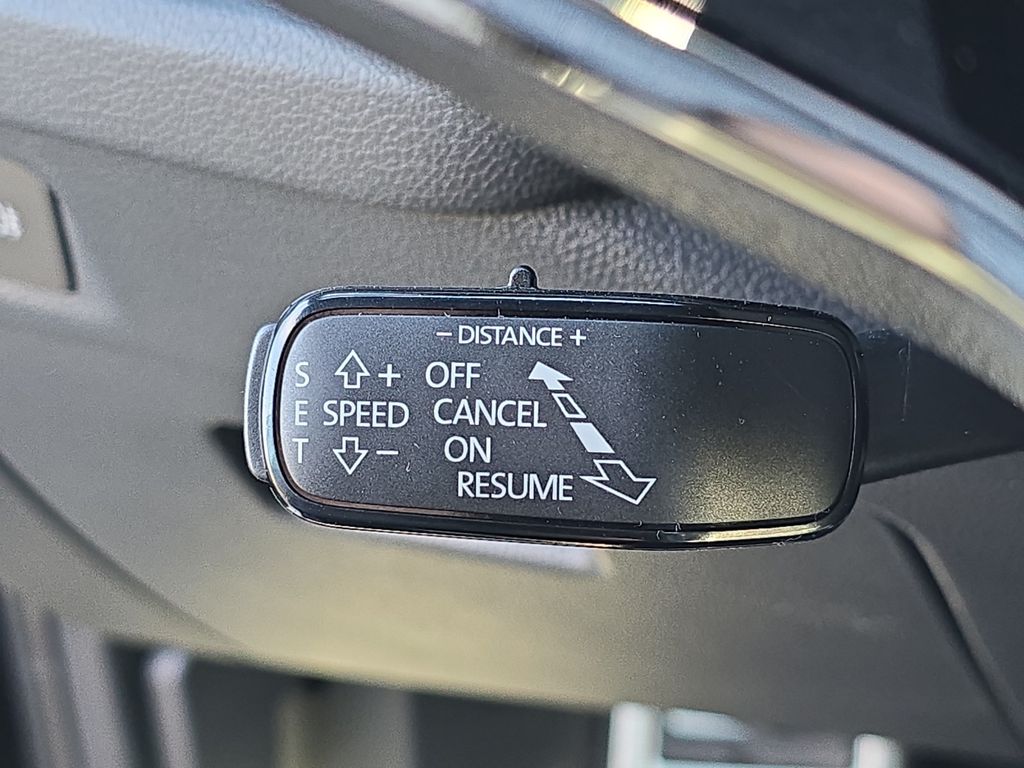 - DISTANCE +
S + OFF
E SPEED CANCEL
T - ON
RESUME